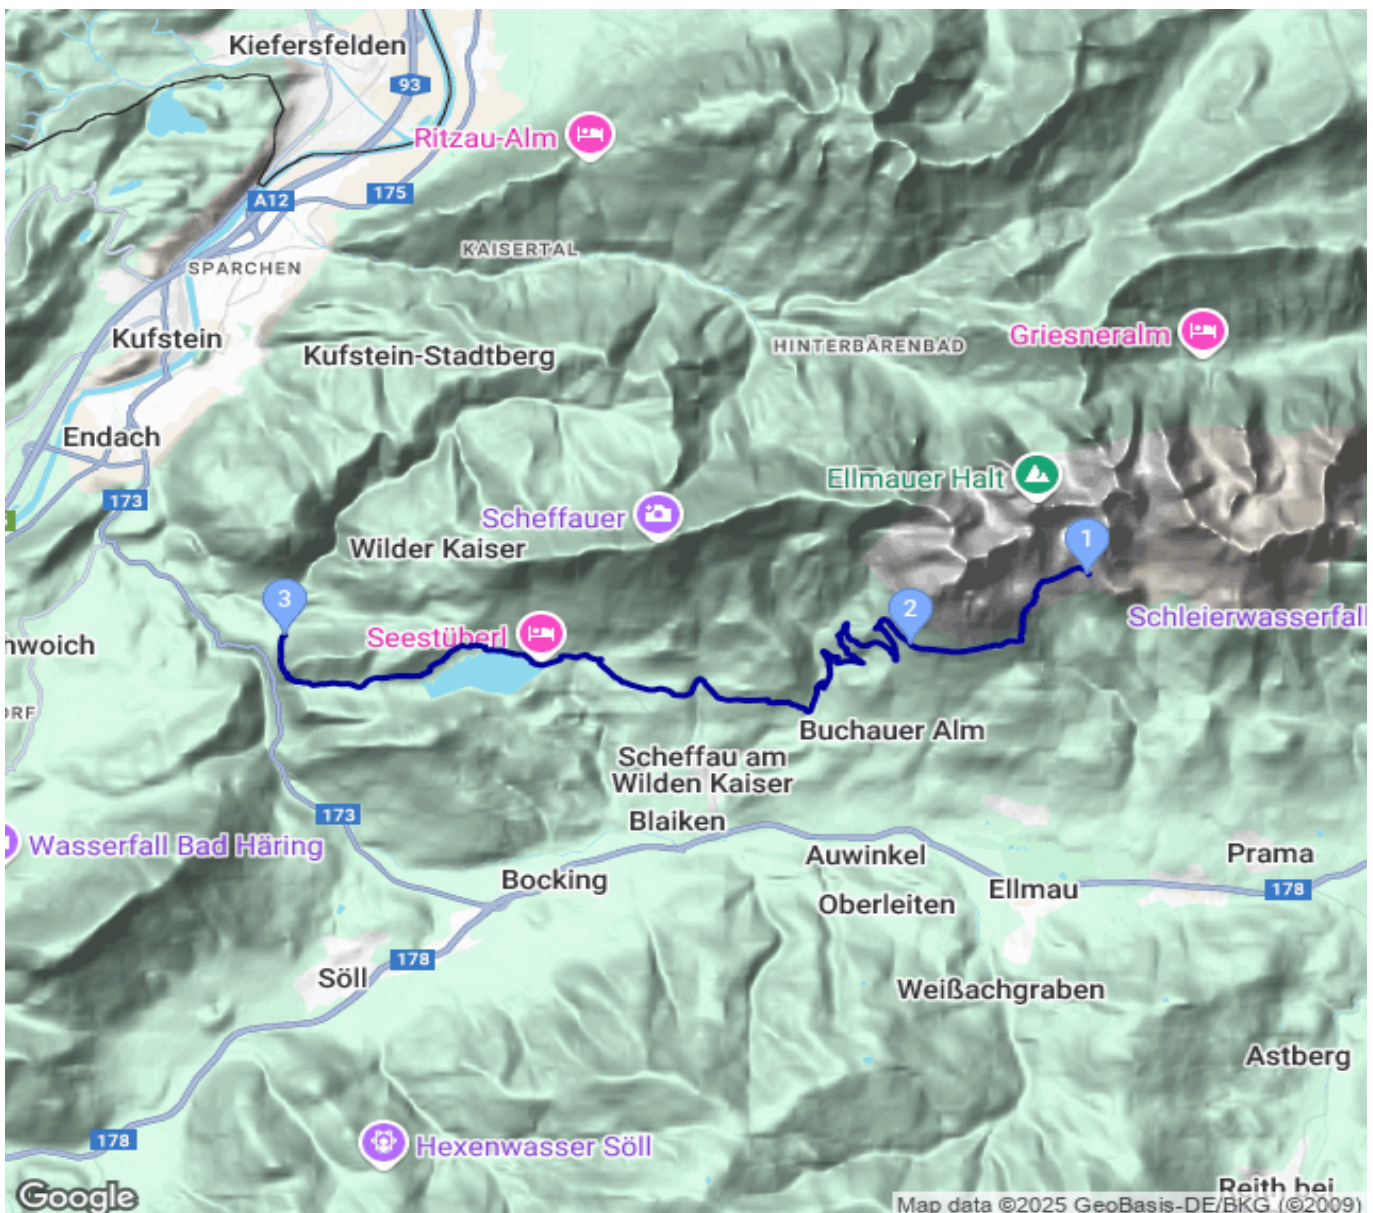 Kiefersfelden
93
Ritzau-Alm
175
A12
KAISERTAL
SPARCHEN
Kufstein
Kufstein-Stadtberg
HINTERBÄRENBAD
Griesneralm
Endach
173
Ellmauer Halt
Scheffauer
Wilder Kaiser
1
2
3
Schleierwasserfall
Seestüberl
hwoich
DRF
Buchauer Alm
Scheffau am
Wilden Kaiser
173
Blaiken
Wasserfall Bad Häring
Auwinkel
Prama
Bocking
Ellmau
178
Oberleiten
178
Söll
Weißachgraben
Astberg
178
Hexenwasser Söll
Reith bei
Google
Map data ©2025 GeoBasis-DE/BKG (©2009)